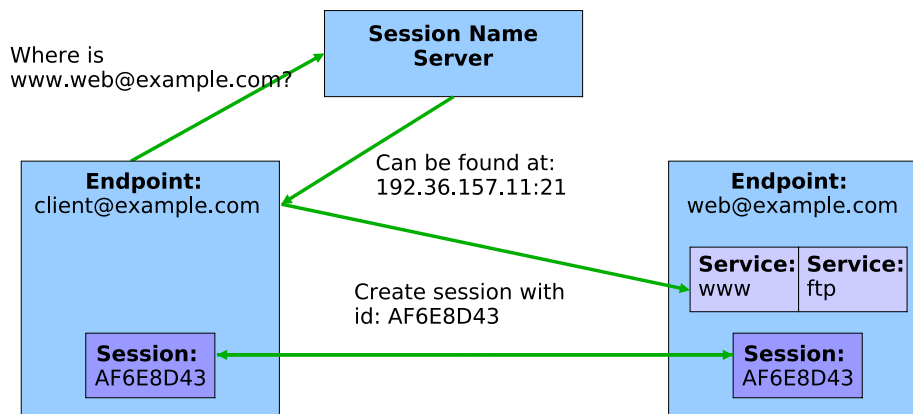 Session Name
Server
Where is
www.web@example.com?
Can be found at:
192.36.157.11:21
Endpoint:
client@example.com
Endpoint:
web@example.com
Service:
www
Service:
ftp
Create session with
id: AF6E8D43
Session:
AF6E8D43
Session:
AF6E8D43